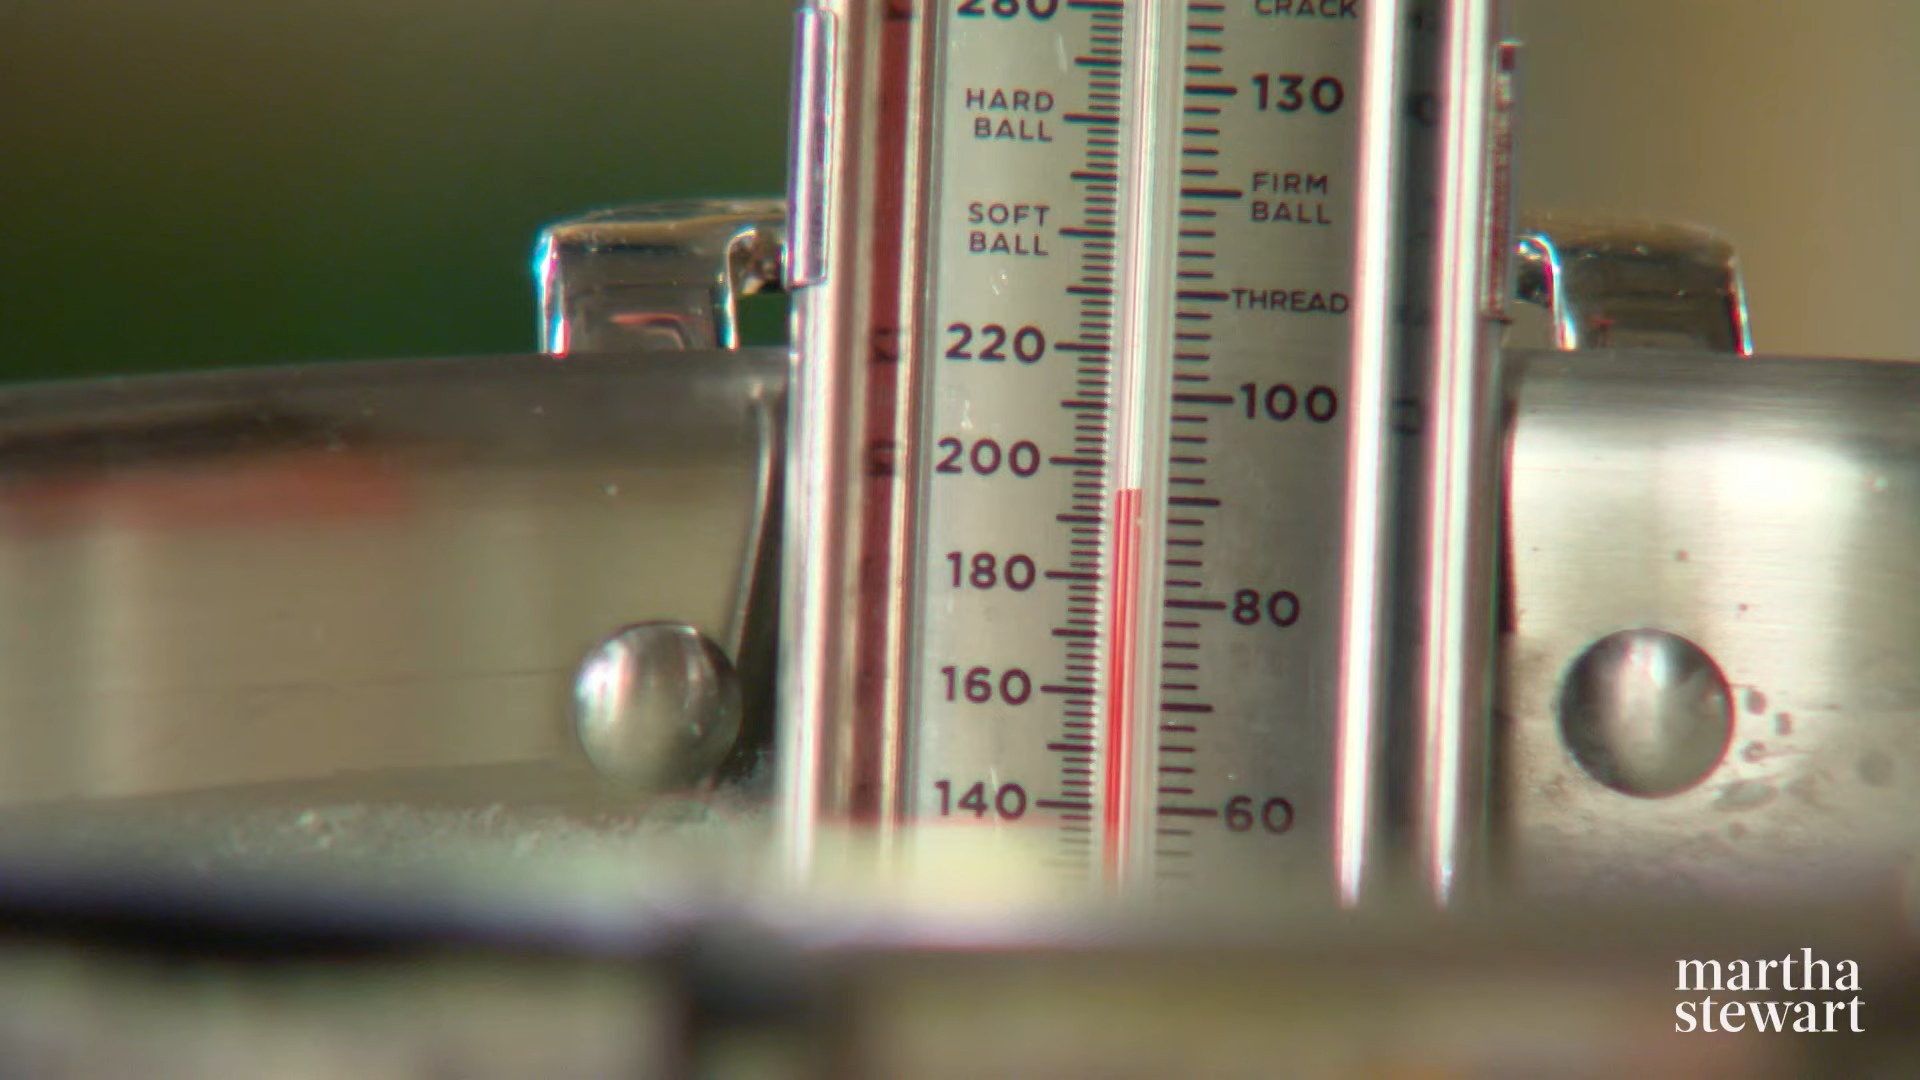 280
CRACK
HARD
BALL
130
FIRM
BALL
SOFT
BALL
THREAD
220
100
200
180
80
160
140
60
martha
stewart